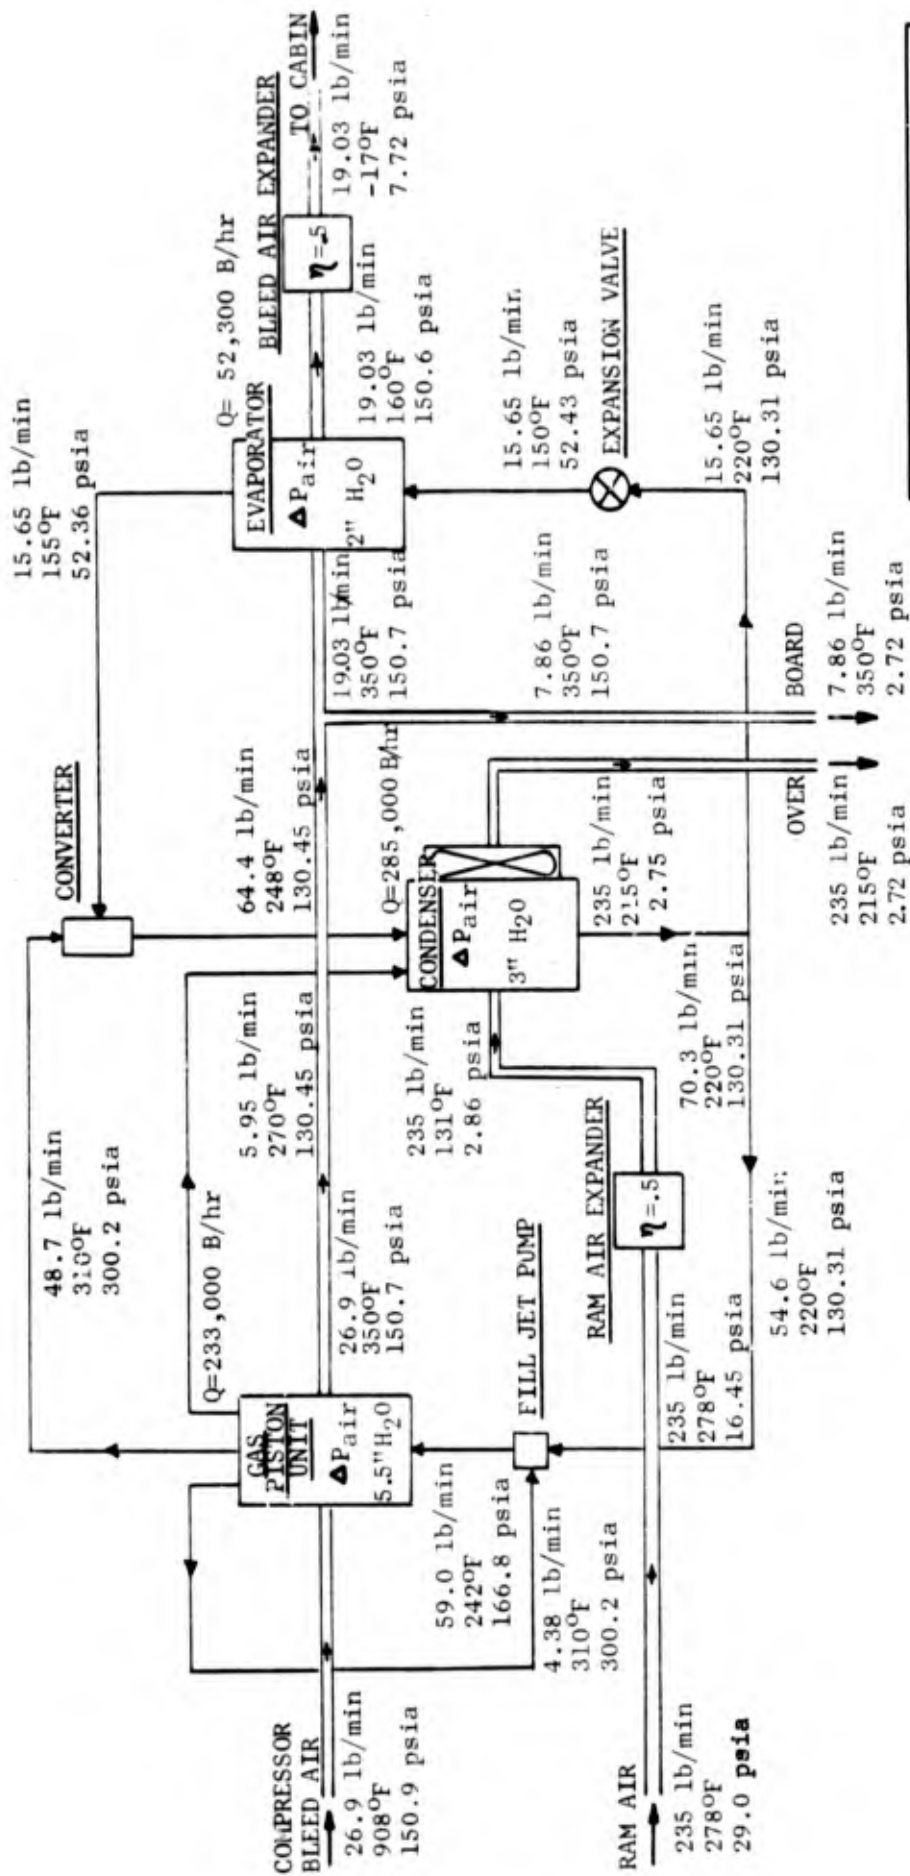 COMPRESSOR
BLEED AIR
26.9 lb/min
908°F
150.9 psia
RAM AIR
235 lb/min
278°F
29.0 psia
GAS
PISTON
UNIT
ΔPair
5.5"H2O
Q=233,000 B/hr
48.7 lb/min
310°F
300.2 psia
26.9 lb/min
350°F
150.7 psia
59.0 lb/min
242°F
166.8 psia
FILL JET PUMP
4.38 lb/min
310°F
300.2 psia
235 lb/min
278°F
16.45 psia
RAM AIR EXPANDER
η=.5
54.6 lb/min
220°F
130.31 psia
5.95 lb/min
270°F
130.45 psia
235 lb/min
131°F
2.86 psia
70.3 lb/min
220°F
130.31 psia
CONVERTER
64.4 lb/min
248°F
130.45 psia
Q=285,000 B/hr
CONDENSER
ΔPair
3" H2O
235 lb/min
215°F
2.75 psia
OVER BOARD
235 lb/min
215°F
2.72 psia
7.86 lb/min
350°F
2.72 psia
15.65 lb/min
155°F
52.36 psia
19.03 lb/min
350°F
150.7 psia
7.86 lb/min
350°F
150.7 psia
EVAPORATOR
ΔPair
2" H2O
Q= 52,300 B/hr
BLEED AIR EXPANDER
η=.5
19.03 lb/min
160°F
150.6 psia
TO CABIN
19.03 lb/min
-17°F
7.72 psia
15.65 lb/min
150°F
52.43 psia
EXPANSION VALVE
15.65 lb/min
220°F
130.31 psia